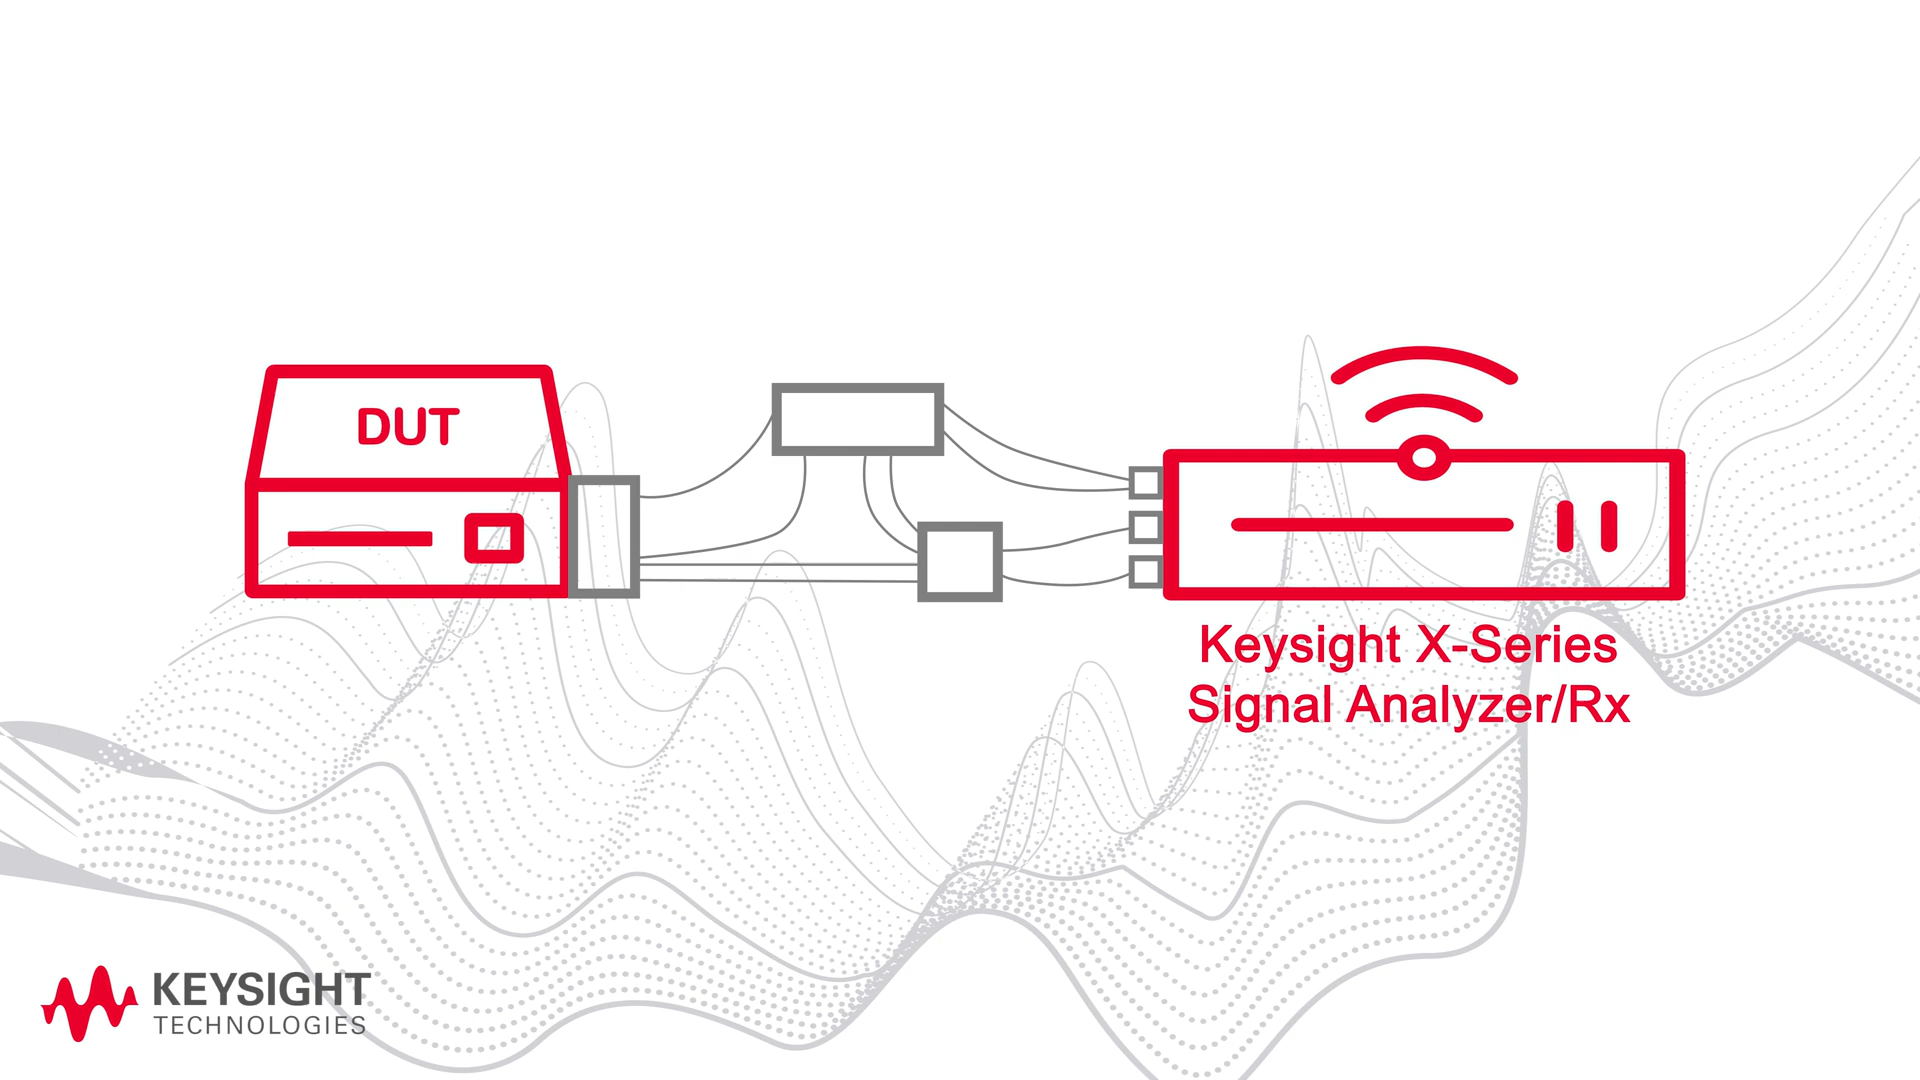 DUT
Keysight X-Series
Signal Analyzer/Rx
KEYSIGHT
TECHNOLOGIES